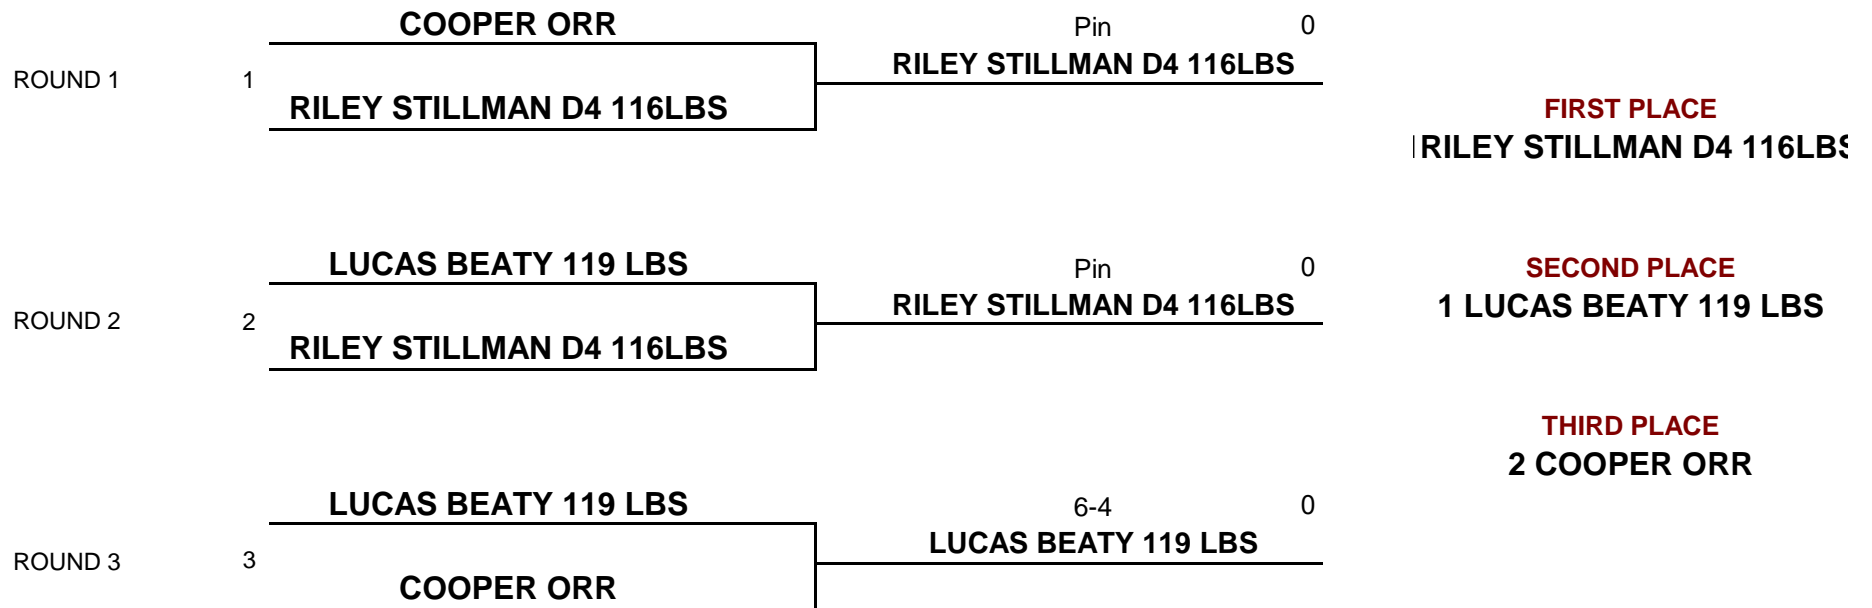 COOPER ORR
Pin 0
RILEY STILLMAN D4 116LBS
ROUND 1 1
RILEY STILLMAN D4 116LBS
FIRST PLACE
RILEY STILLMAN D4 116LBS
LUCAS BEATY 119 LBS
Pin 0
SECOND PLACE
RILEY STILLMAN D4 116LBS
1 LUCAS BEATY 119 LBS
ROUND 2 2
RILEY STILLMAN D4 116LBS
THIRD PLACE
2 COOPER ORR
LUCAS BEATY 119 LBS
6-4 0
LUCAS BEATY 119 LBS
ROUND 3 3
COOPER ORR